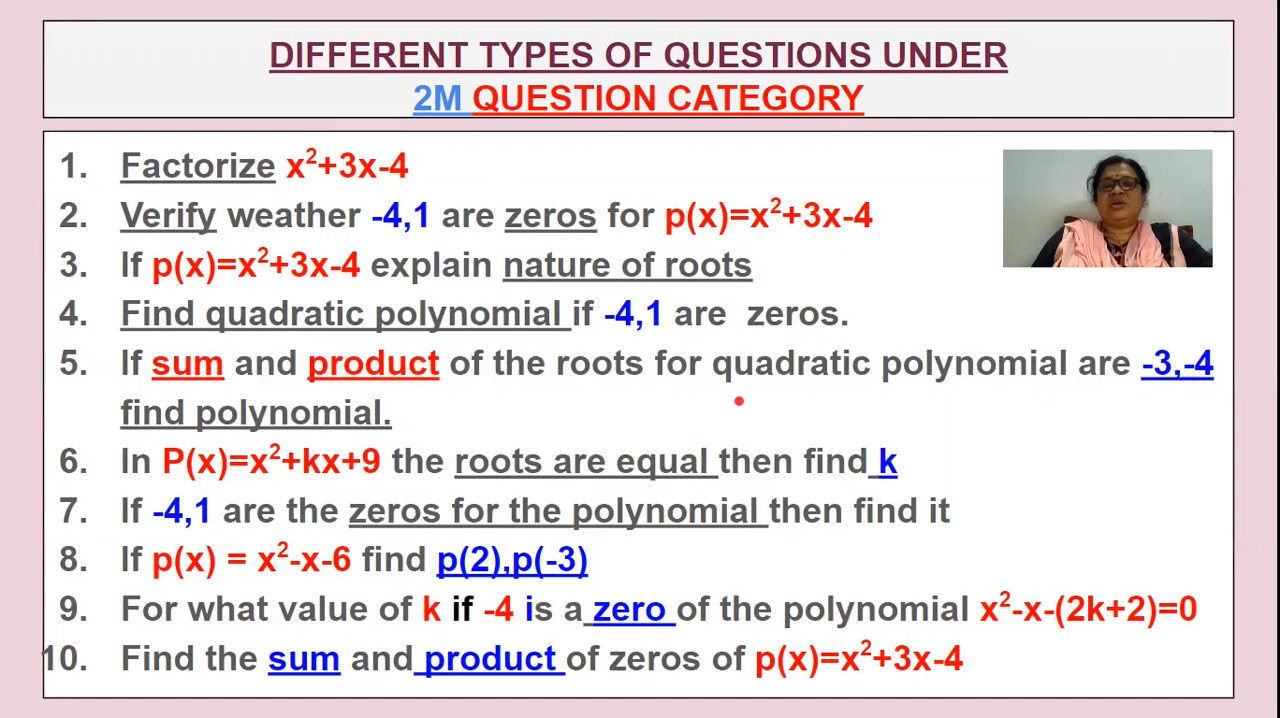 DIFFERENT TYPES OF QUESTIONS UNDER
2M QUESTION CATEGORY
1. Factorize x²+3x-4
2. Verify weather -4,1 are zeros for p(x)=x²+3x-4
3. If p(x)=x²+3x-4 explain nature of roots
4. Find quadratic polynomial if -4,1 are zeros.
5. If sum and product of the roots for quadratic polynomial are -3,-4
find polynomial.
6. In P(x)=x²+kx+9 the roots are equal then find k
7. If -4,1 are the zeros for the polynomial then find it
8. If p(x) = x²-x-6 find p(2),p(-3)
9. For what value of k if -4 is a zero of the polynomial x²-x-(2k+2)=0
10. Find the sum and product of zeros of p(x)=x²+3x-4